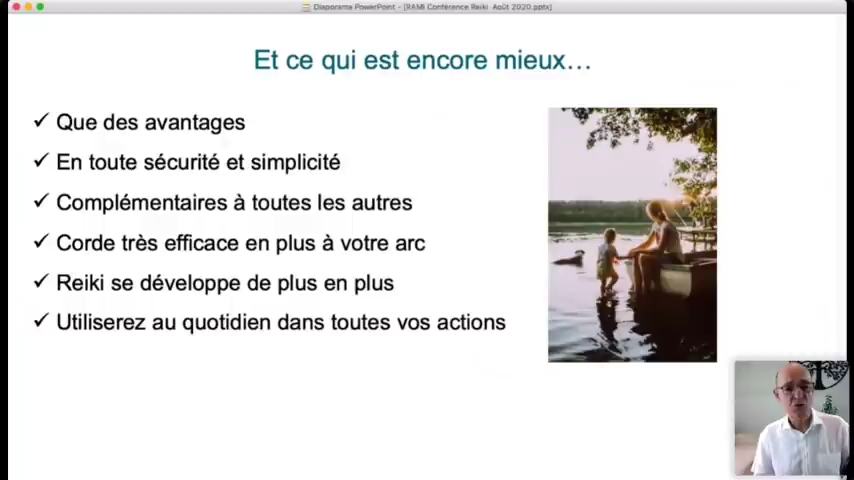 Diaporama PowerPoint - [RAMI Conférence Reiki Août 2020.pptx]
Et ce qui est encore mieux…
✓ Que des avantages
✓ En toute sécurité et simplicité
✓ Complémentaires à toutes les autres
✓ Corde très efficace en plus à votre arc
✓ Reiki se développe de plus en plus
✓ Utiliserez au quotidien dans toutes vos actions